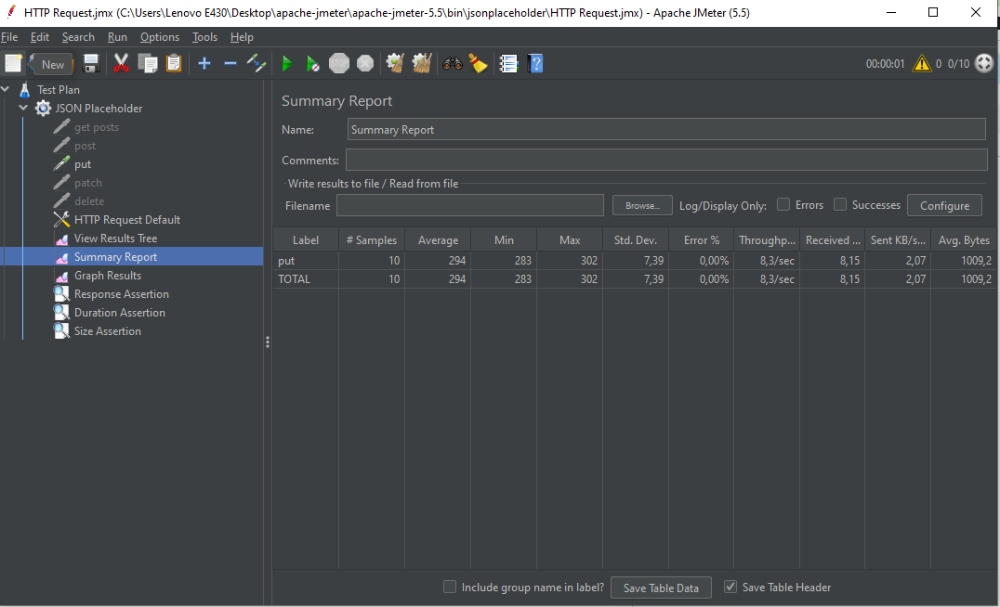 HTTP Request.jmx (C:\Users\Lenovo E430\Desktop\apache-jmeter\apache-jmeter-5.5\bin\jsonplaceholder\HTTP Request.jmx) - Apache JMeter (5.5)
File Edit Search Run Options Tools Help
New STOP 00:00:01 0 0/10
Test Plan
JSON Placeholder
get posts
post
put
patch
delete
HTTP Request Default
View Results Tree
Summary Report
Graph Results
Response Assertion
Duration Assertion
Size Assertion
Summary Report
Name: Summary Report
Comments:
Write results to file / Read from file
Filename Browse... Log/Display Only: Errors Successes Configure
Label # Samples Average Min Max Std. Dev. Error % Throughp... Received ... Sent KB/s... Avg. Bytes
put 10 294 283 302 7,39 0,00% 8,3/sec 8,15 2,07 1009,2
TOTAL 10 294 283 302 7,39 0,00% 8,3/sec 8,15 2,07 1009,2
Include group name in label? Save Table Data Save Table Header